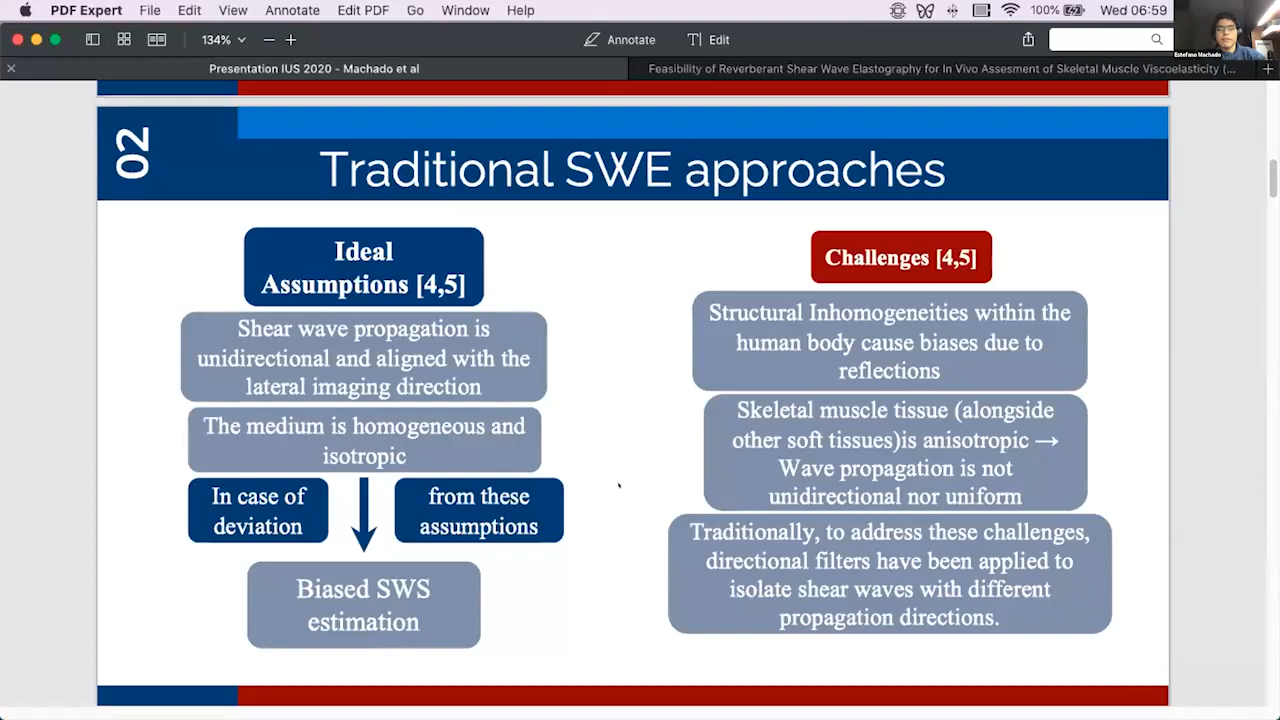 PDF Expert File Edit View Annotate Edit PDF Go Window Help 100% Wed 06:59
Estefano Machado
134% Annotate T Edit
Presentation IUS 2020 - Machado et al
Feasibility of Reverberant Shear Wave Elastography for In Vivo Assesment of Skeletal Muscle Viscoelasticity (...
02
Traditional SWE approaches
Ideal
Assumptions [4,5]
Shear wave propagation is
unidirectional and aligned with the
lateral imaging direction
The medium is homogeneous and
isotropic
In case of
deviation
from these
assumptions
Biased SWS
estimation
Challenges [4,5]
Structural Inhomogeneities within the
human body cause biases due to
reflections
Skeletal muscle tissue (alongside
other soft tissues)is anisotropic →
Wave propagation is not
unidirectional nor uniform
Traditionally, to address these challenges,
directional filters have been applied to
isolate shear waves with different
propagation directions.